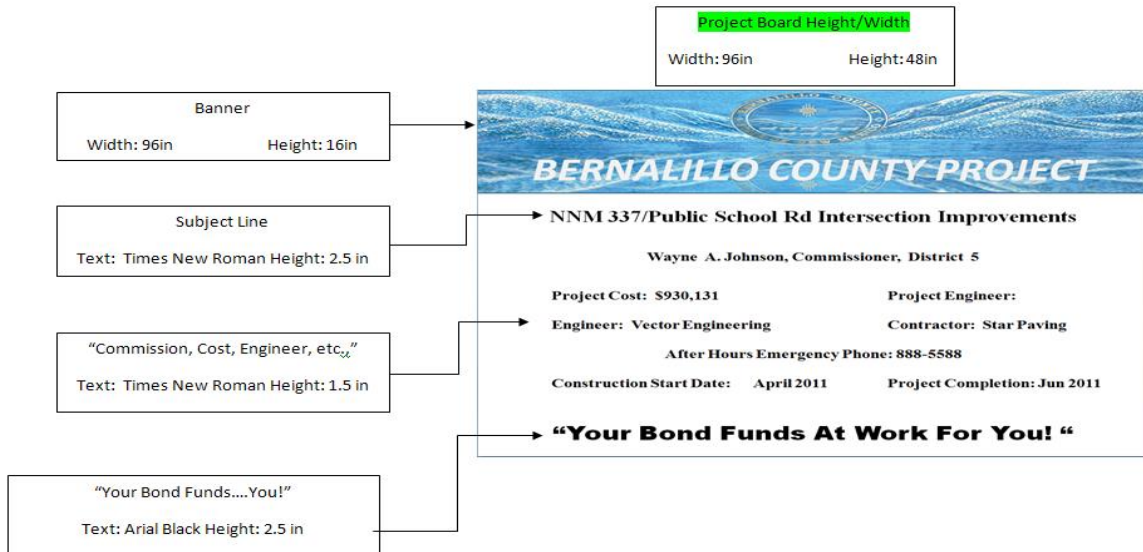 Project Board Height/Width
Width: 96in Height: 48in
Banner
Width: 96in Height: 16in
BERNALILLO COUNTY
BERNALILLO COUNTY PROJECT
Subject Line
Text: Times New Roman Height: 2.5 in
NNM 337/Public School Rd Intersection Improvements
Wayne A. Johnson, Commissioner, District 5
Project Cost: $930,131 Project Engineer:
Engineer: Vector Engineering Contractor: Star Paving
After Hours Emergency Phone: 888-5588
Construction Start Date: April 2011 Project Completion: Jun 2011
“Commission, Cost, Engineer, etc,,”
Text: Times New Roman Height: 1.5 in
“Your Bond Funds At Work For You! “
“Your Bond Funds....You!”
Text: Arial Black Height: 2.5 in